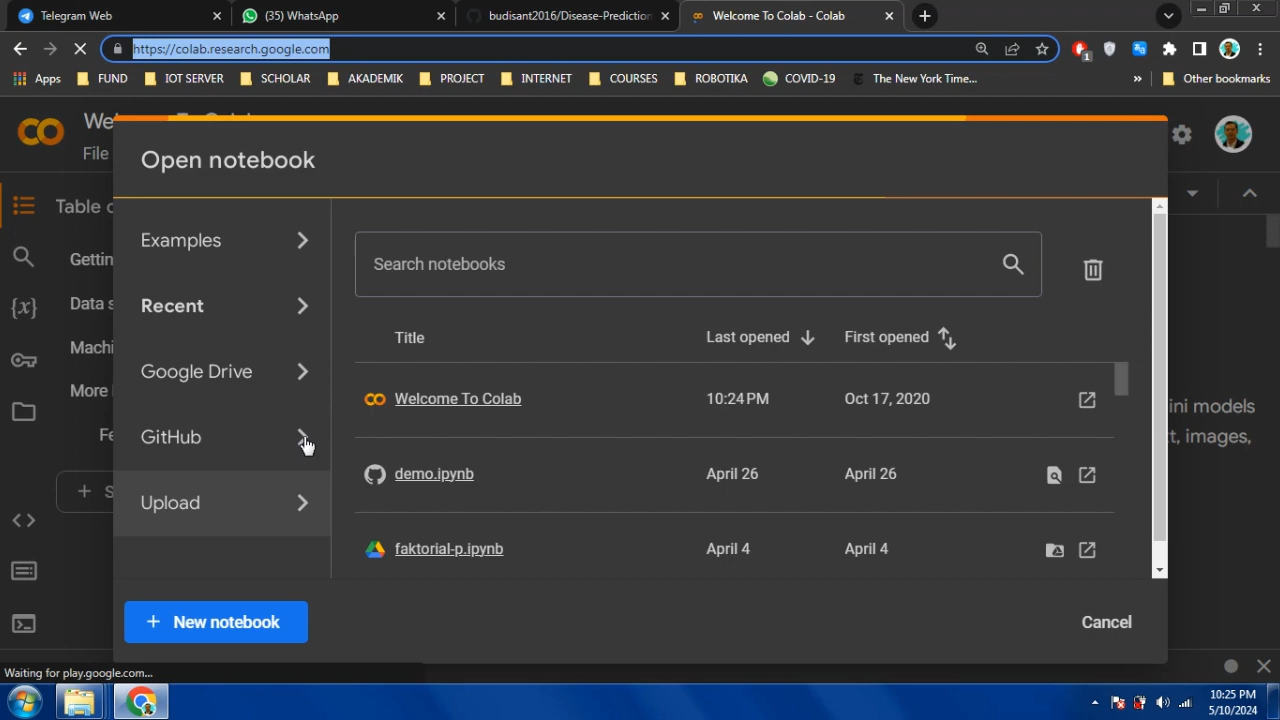 Telegram Web
(35) WhatsApp
budisant2016/Disease-Prediction
Welcome To Colab - Colab
https://colab.research.google.com
1
Apps
FUND
IOT SERVER
SCHOLAR
AKADEMIK
PROJECT
INTERNET
COURSES
ROBOTIKA
COVID-19
The New York Time...
»
Other bookmarks
File
Open notebook
Table o
Examples
Search notebooks
Recent
Title
Last opened
First opened
Google Drive
Welcome To Colab
10:24 PM
Oct 17, 2020
GitHub
demo.ipynb
April 26
April 26
Upload
faktorial-p.ipynb
April 4
April 4
+ New notebook
Cancel
Gettin
Data s
{x}
Machi
More
Fe
+ S
ini models
t, images,
Waiting for play.google.com...
10:25 PM
5/10/2024